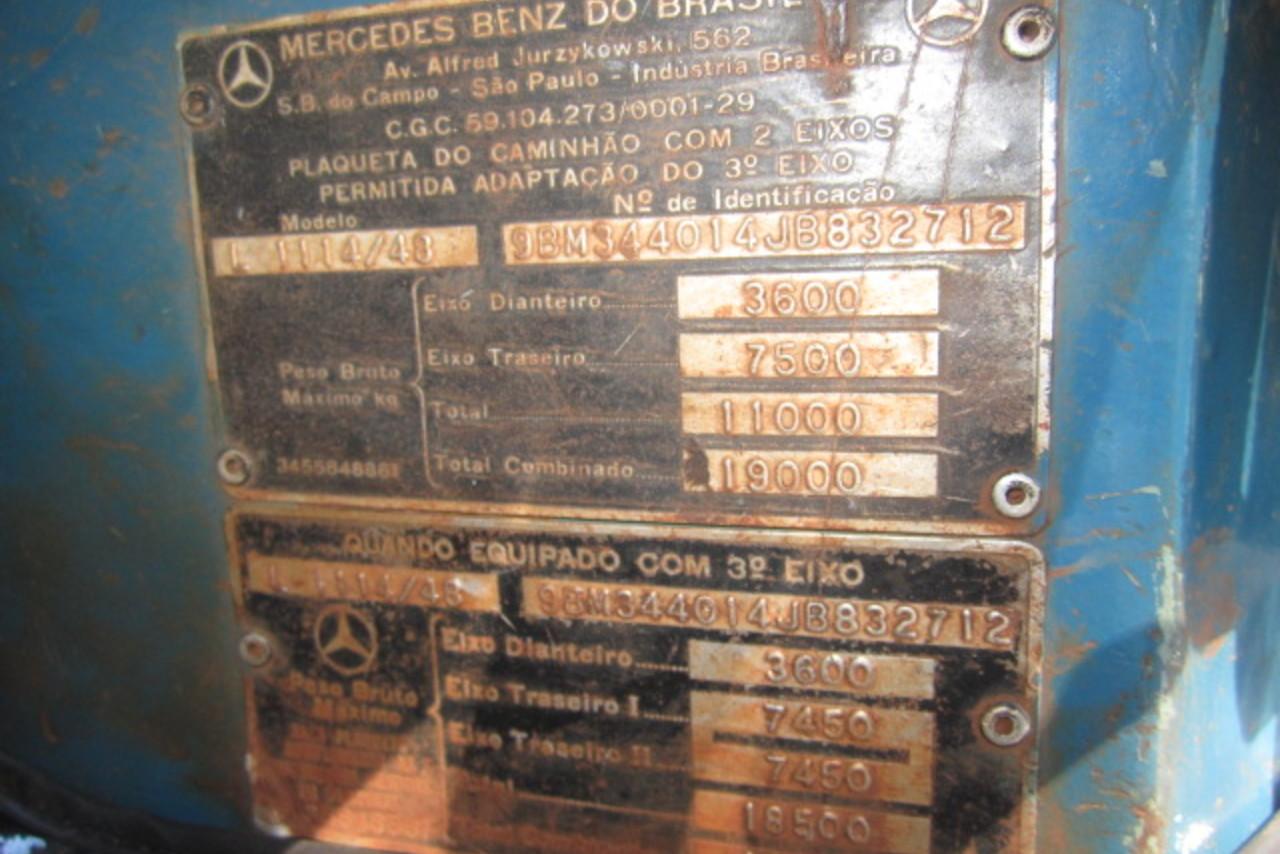 MERCEDES BENZ DO BRASIL
Av. Alfred Jurzykowski, 562
S.B. do Campo - São Paulo - Indústria Brasileira
C.G.C. 59.104.273/0001-29
PLAQUETA DO CAMINHÃO COM 2 EIXOS
PERMITIDA ADAPTAÇÃO DO 3º EIXO
Modelo Nº de Identificação
L 1114/48 9BM344014JB832712
Eixo Dianteiro 3600
Eixo Traseiro 7500
Peso Bruto
Máximo kg
Total 11000
Total Combinado 19000
QUANDO EQUIPADO COM 3º EIXO
L 1114/48 9BM344014JB832712
Eixo Dianteiro 3600
Peso Bruto
Máximo
Eixo Traseiro I 7450
Eixo Traseiro II 7450
18500